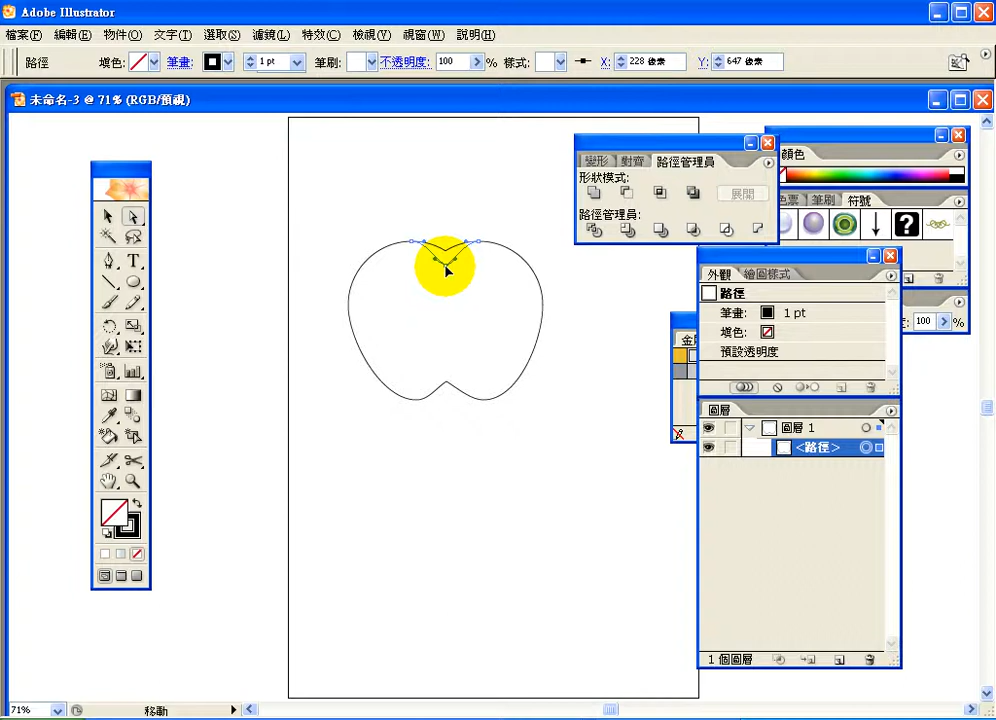 Adobe Illustrator
檔案(F) 編輯(E) 物件(O) 文字(T) 選取(S) 濾鏡(L) 特效(C) 檢視(Y) 視窗(W) 說明(H)
路徑 填色: 筆畫: 1 pt 筆刷: 不透明度: 100 % 樣式: X: 228 像素 Y: 647 像素
未命名-3 @ 71% (RGB/預視)
變形 對齊 路徑管理員
形狀模式:
展開
路徑管理員:
顏色
色票 筆刷 符號
?
外觀 繪圖樣式
路徑
筆畫: 1 pt
填色:
預設透明度
100 %
圖層
圖層 1
<路徑>
1 個圖層
71% 移動